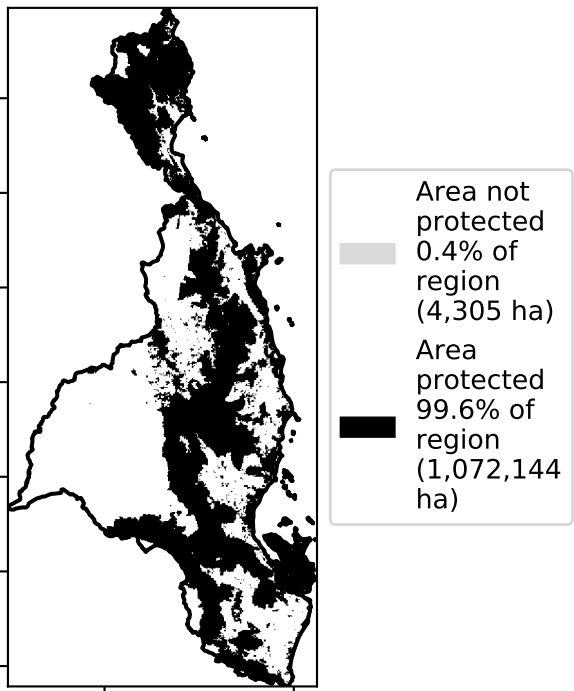 Area not
protected
0.4% of
region
(4,305 ha)
Area
protected
99.6% of
region
(1,072,144
ha)